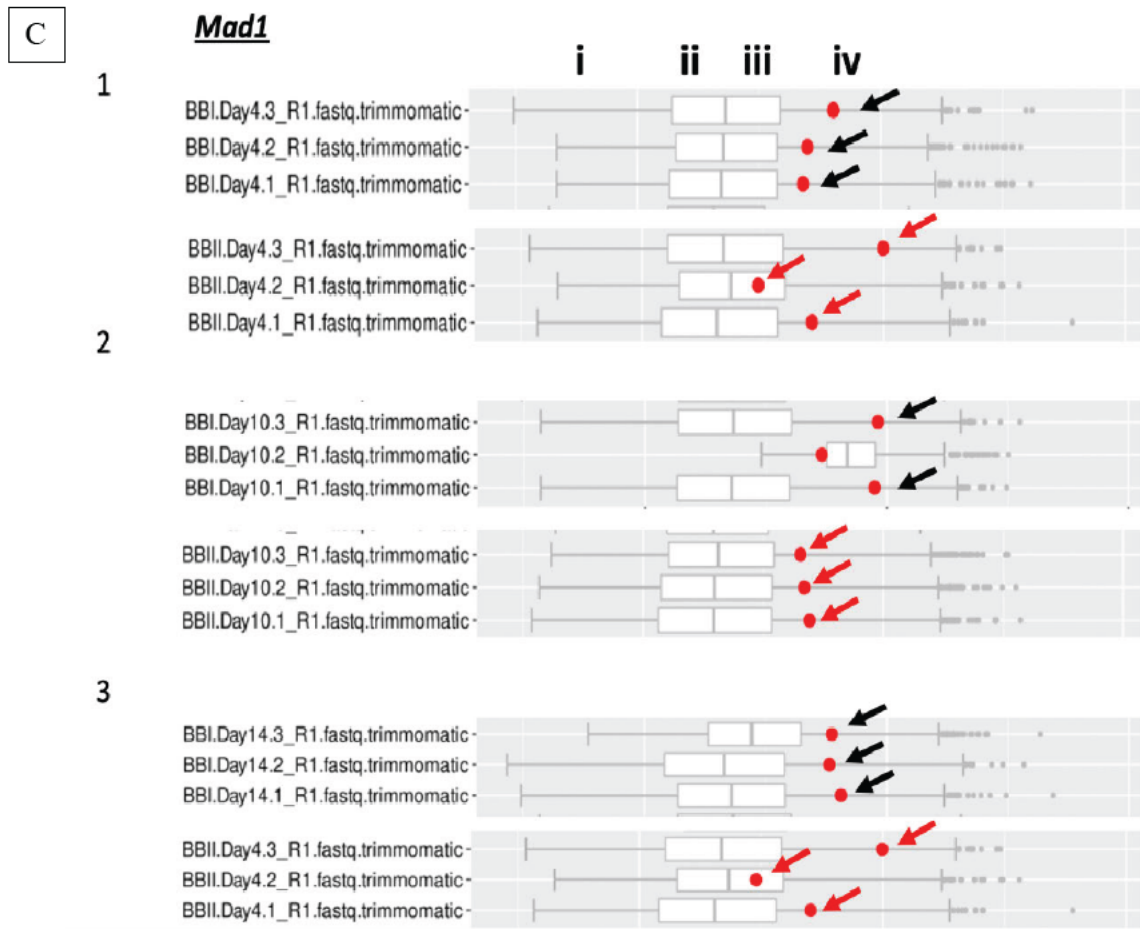 C
Mad1
i ii iii iv
1
BBI.Day4.3_R1.fastq.trimmomatic
BBI.Day4.2_R1.fastq.trimmomatic
BBI.Day4.1_R1.fastq.trimmomatic
BBII.Day4.3_R1.fastq.trimmomatic
BBII.Day4.2_R1.fastq.trimmomatic
BBII.Day4.1_R1.fastq.trimmomatic
2
BBI.Day10.3_R1.fastq.trimmomatic
BBI.Day10.2_R1.fastq.trimmomatic
BBI.Day10.1_R1.fastq.trimmomatic
BBII.Day10.3_R1.fastq.trimmomatic
BBII.Day10.2_R1.fastq.trimmomatic
BBII.Day10.1_R1.fastq.trimmomatic
3
BBI.Day14.3_R1.fastq.trimmomatic
BBI.Day14.2_R1.fastq.trimmomatic
BBI.Day14.1_R1.fastq.trimmomatic
BBII.Day4.3_R1.fastq.trimmomatic
BBII.Day4.2_R1.fastq.trimmomatic
BBII.Day4.1_R1.fastq.trimmomatic